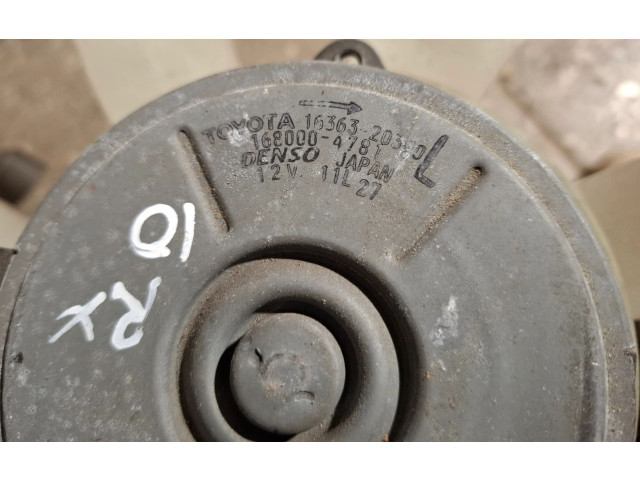 TOYOTA 16363-20390 L
168000-4781
DENSO JAPAN
12V. 11L27
10
RX